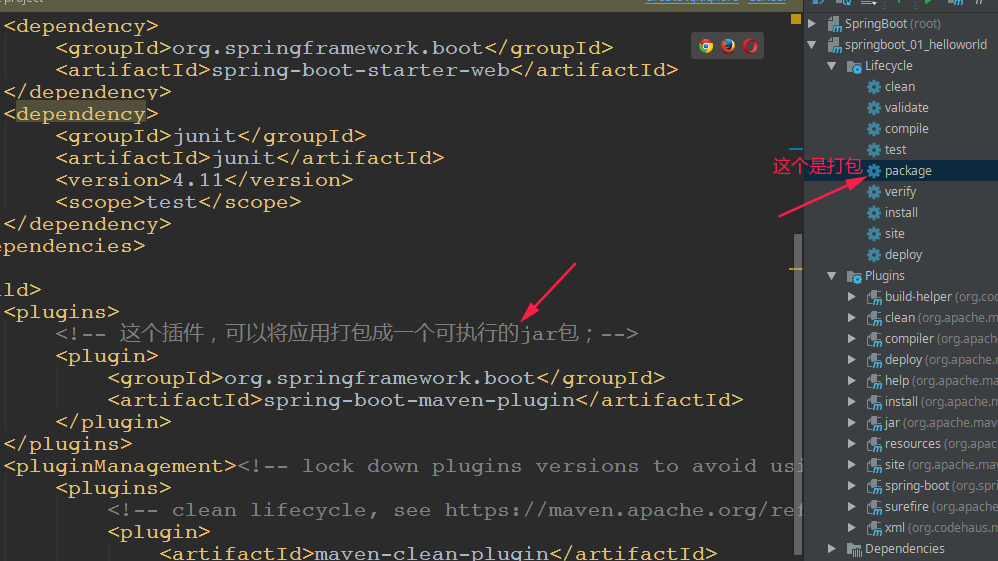 project
<dependency>
<groupId>org.springframework.boot</groupId>
<artifactId>spring-boot-starter-web</artifactId>
</dependency>
<dependency>
<groupId>junit</groupId>
<artifactId>junit</artifactId>
<version>4.11</version>
<scope>test</scope>
</dependency>
ependencies>
ild>
<plugins>
<!-- 这个插件，可以将应用打包成一个可执行的jar包；-->
<plugin>
<groupId>org.springframework.boot</groupId>
<artifactId>spring-boot-maven-plugin</artifactId>
</plugin>
</plugins>
<pluginManagement><!-- lock down plugins versions to avoid usi
<plugins>
<!-- clean lifecycle, see https://maven.apache.org/ref
<plugin>
<artifactId>maven-clean-plugin</artifactId>
这个是打包
SpringBoot (root)
springboot_01_helloworld
Lifecycle
clean
validate
compile
test
package
verify
install
site
deploy
Plugins
build-helper (org.cod
clean (org.apache.m
compiler (org.apach
deploy (org.apache.
help (org.apache.ma
install (org.apache.m
jar (org.apache.mav
resources (org.apac
site (org.apache.mav
spring-boot (org.spri
surefire (org.apache
xml (org.codehaus.m
Dependencies